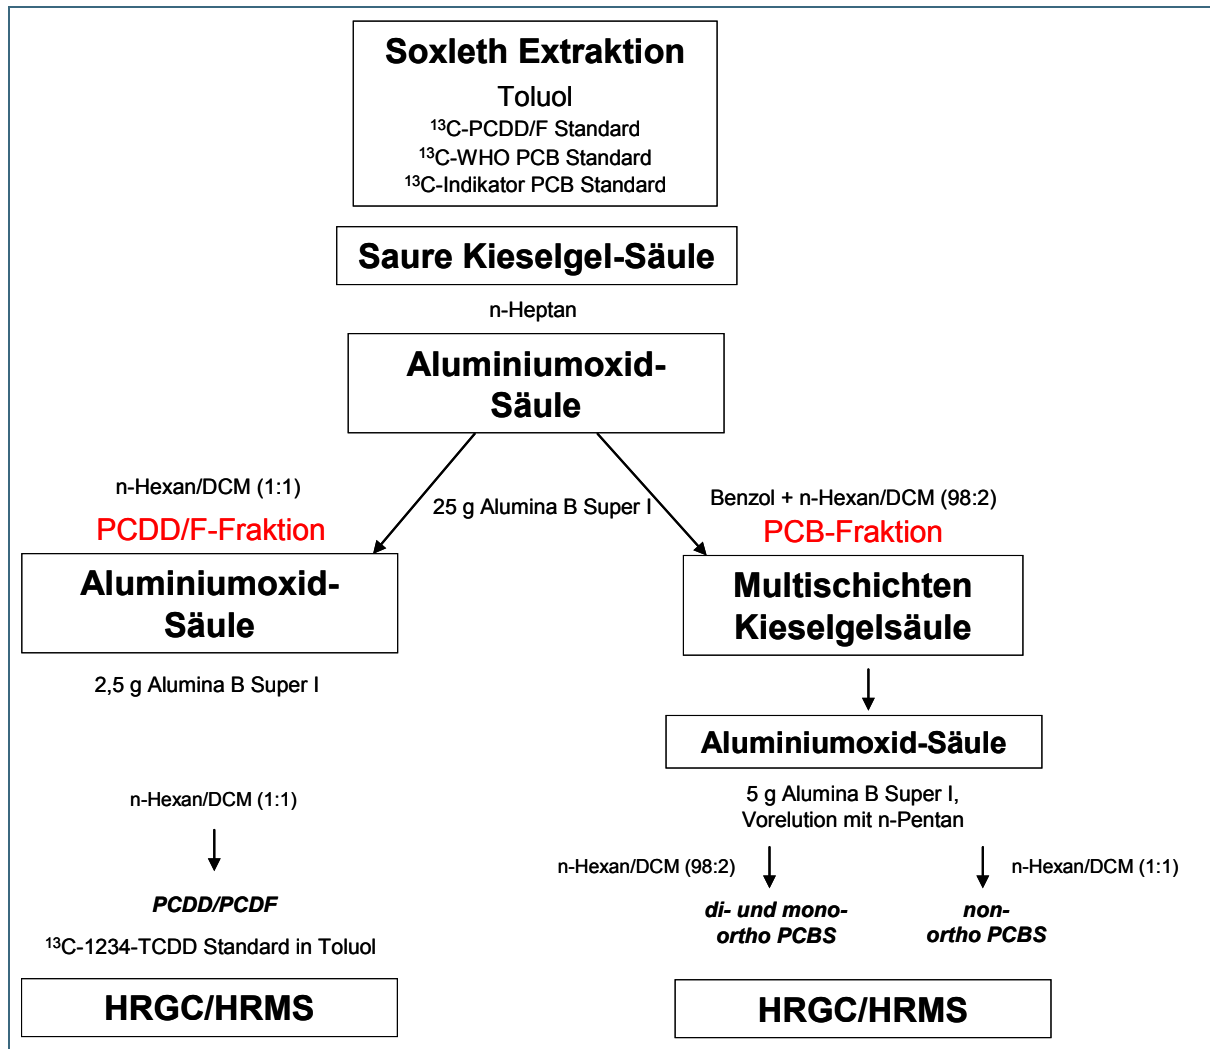 Soxleth Extraktion
Toluol
¹³C-PCDD/F Standard
¹³C-WHO PCB Standard
¹³C-Indikator PCB Standard
Saure Kieselgel-Säule
n-Heptan
Aluminiumoxid-
Säule
n-Hexan/DCM (1:1)
PCDD/F-Fraktion
25 g Alumina B Super I
Benzol + n-Hexan/DCM (98:2)
PCB-Fraktion
Aluminiumoxid-
Säule
2,5 g Alumina B Super I
Multischichten
Kieselgelsäule
Aluminiumoxid-Säule
5 g Alumina B Super I,
Vorelution mit n-Pentan
n-Hexan/DCM (1:1)
n-Hexan/DCM (98:2)
n-Hexan/DCM (1:1)
PCDD/PCDF
¹³C-1234-TCDD Standard in Toluol
di- und mono-
ortho PCBS
non-
ortho PCBS
HRGC/HRMS
HRGC/HRMS